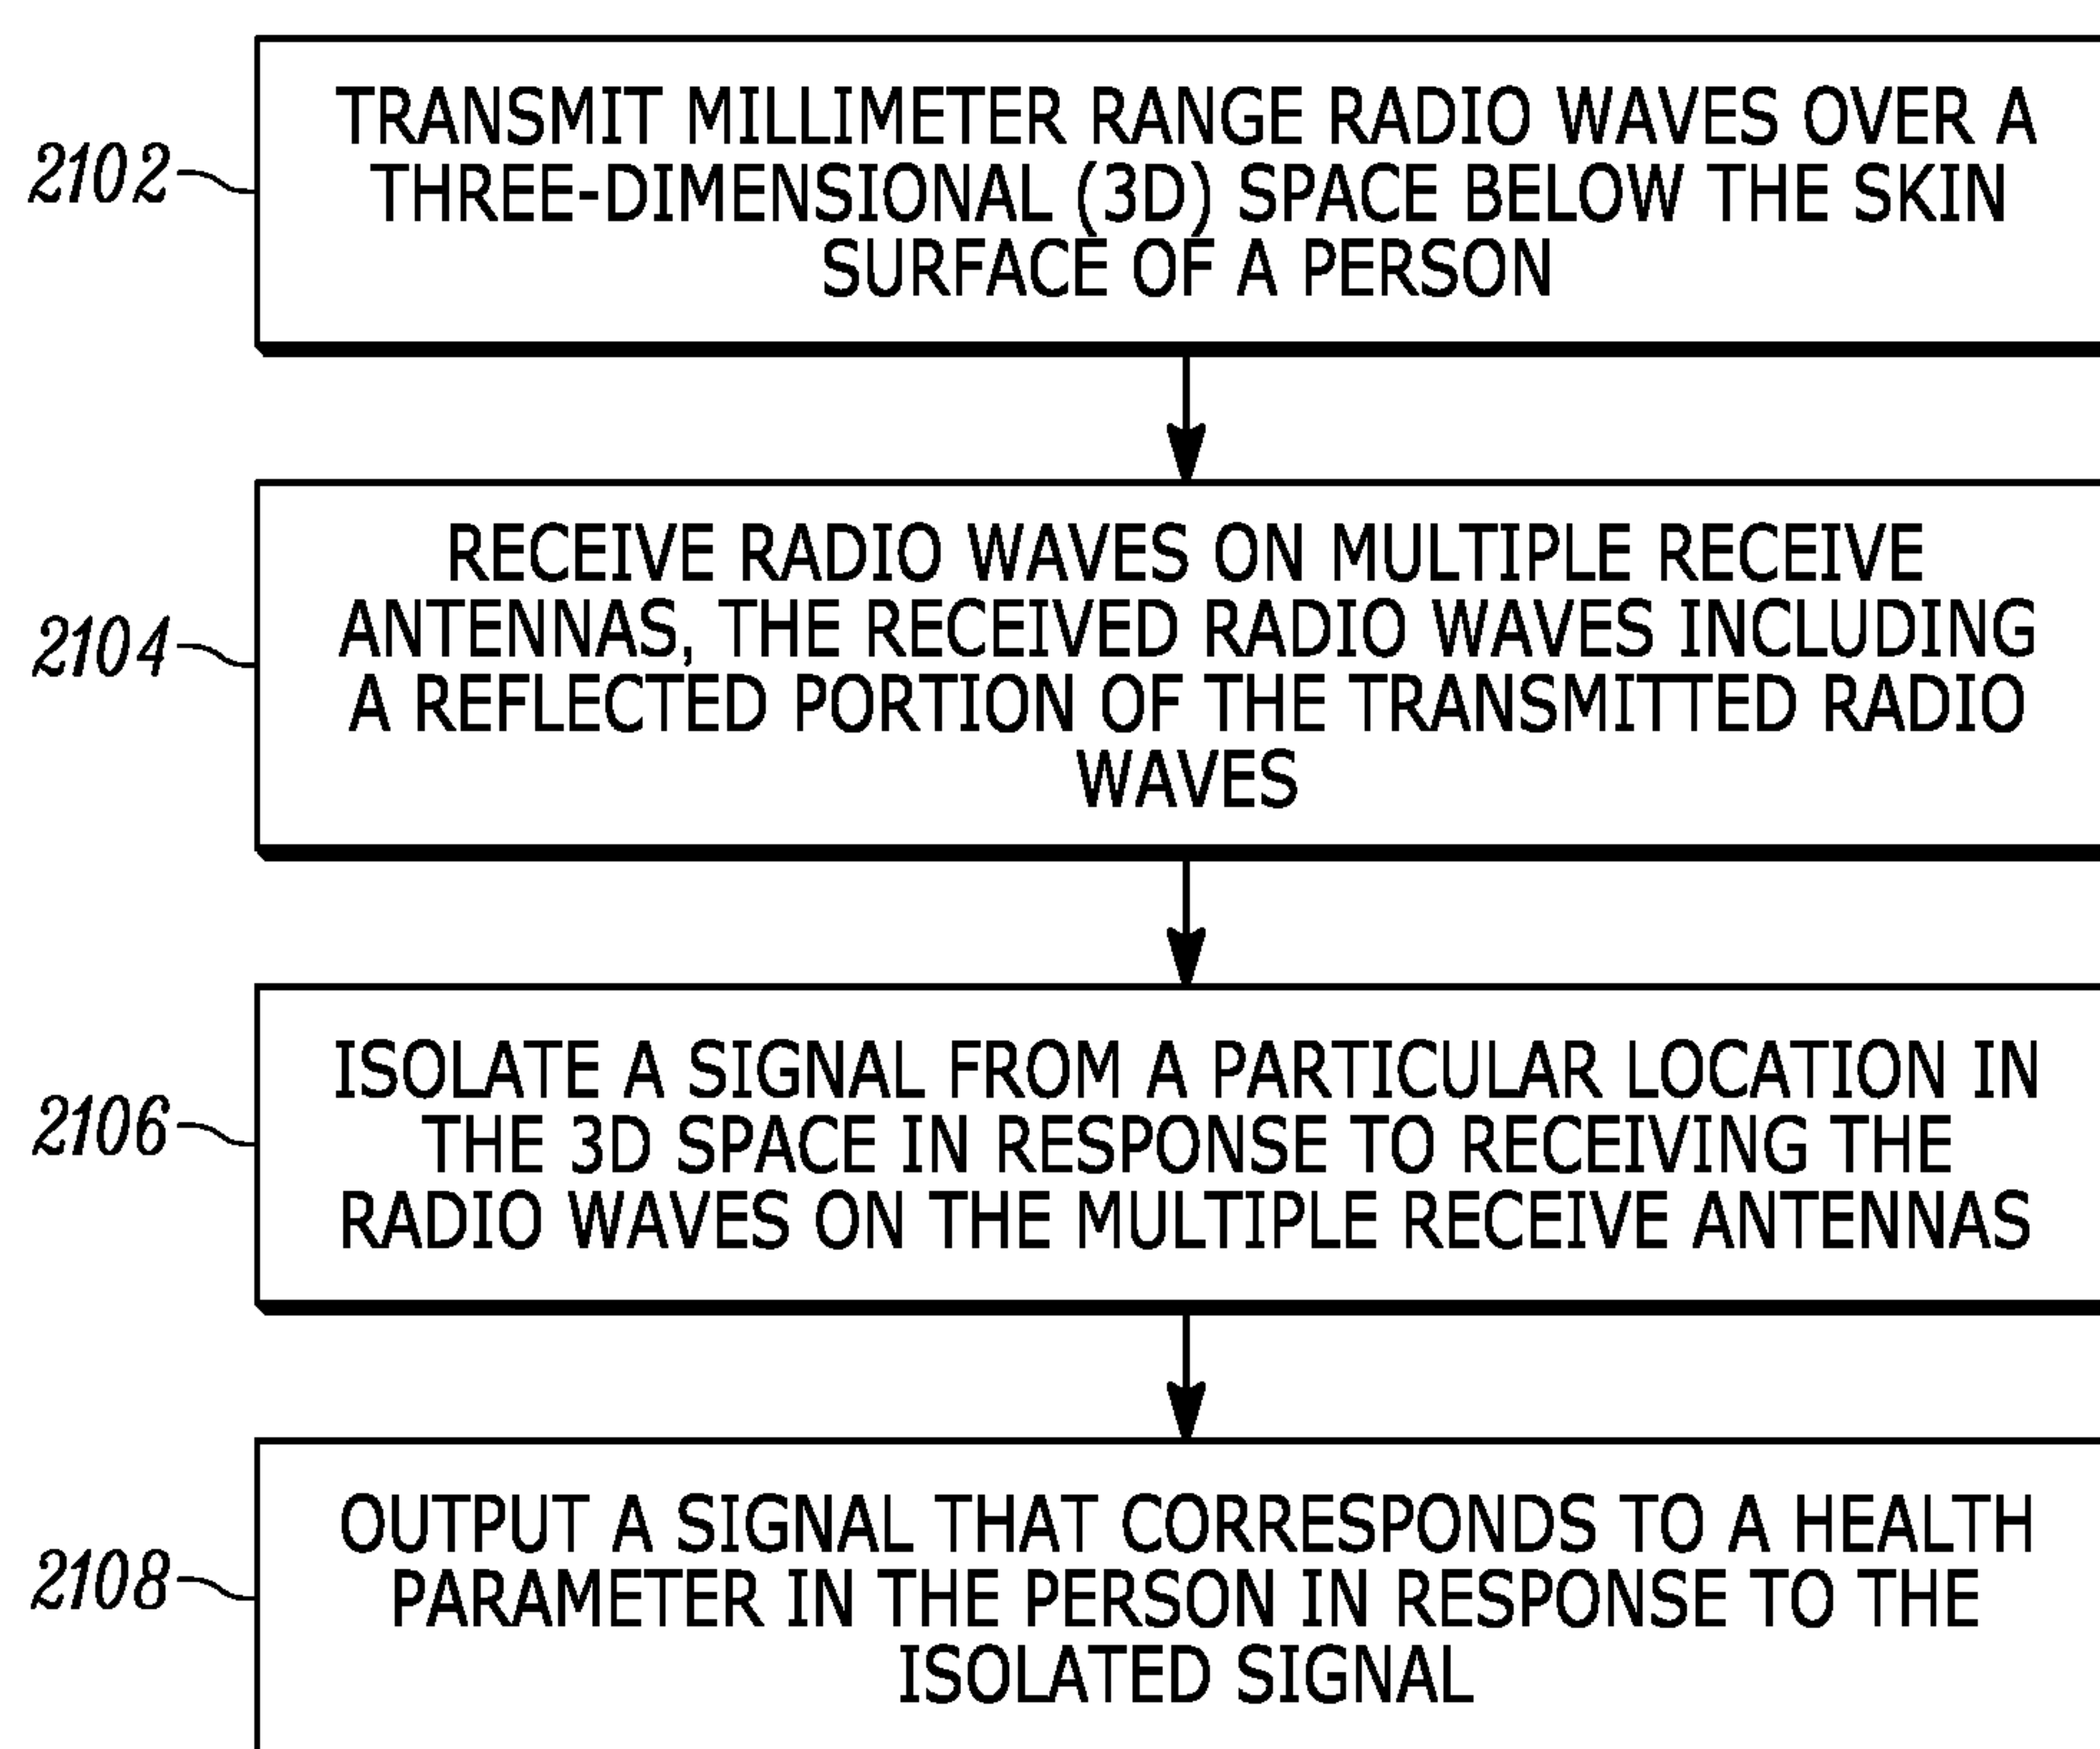 TRANSMIT MILLIMETER RANGE RADIO WAVES OVER A
2102
THREE-DIMENSIONAL (3D) SPACE BELOW THE SKIN
SURFACE OF A PERSON
RECEIVE RADIO WAVES ON MULTIPLE RECEIVE
2104
ANTENNAS, THE RECEIVED RADIO WAVES INCLUDING
A REFLECTED PORTION OF THE TRANSMITTED RADIO
WAVES
ISOLATE A SIGNAL FROM A PARTICULAR LOCATION IN
2106
THE 3D SPACE IN RESPONSE TO RECEIVING THE
RADIO WAVES ON THE MULTIPLE RECEIVE ANTENNAS
OUTPUT A SIGNAL THAT CORRESPONDS TO A HEALTH
2108
PARAMETER IN THE PERSON IN RESPONSE TO THE
ISOLATED SIGNAL